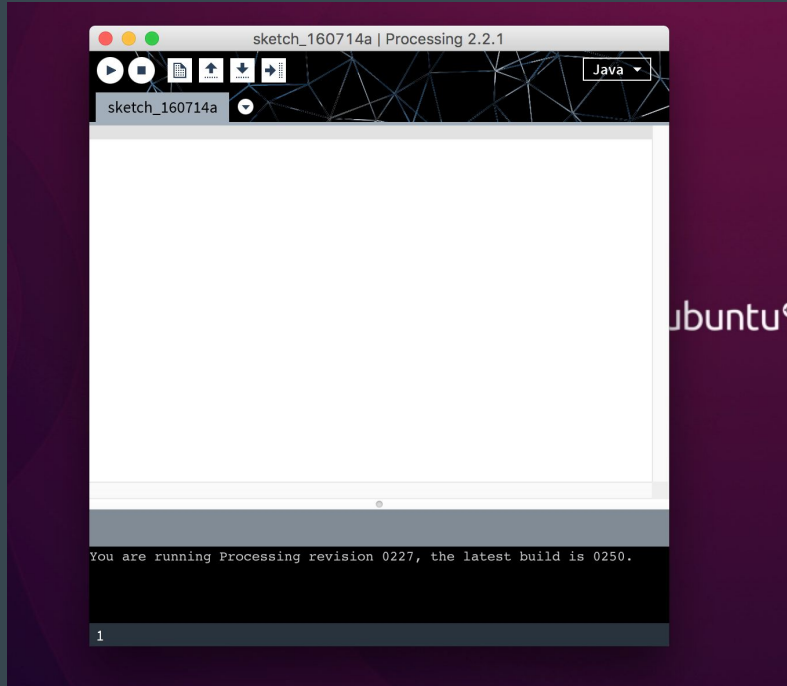 sketch_160714a | Processing 2.2.1
Java
sketch_160714a
ubuntu
You are running Processing revision 0227, the latest build is 0250.
1